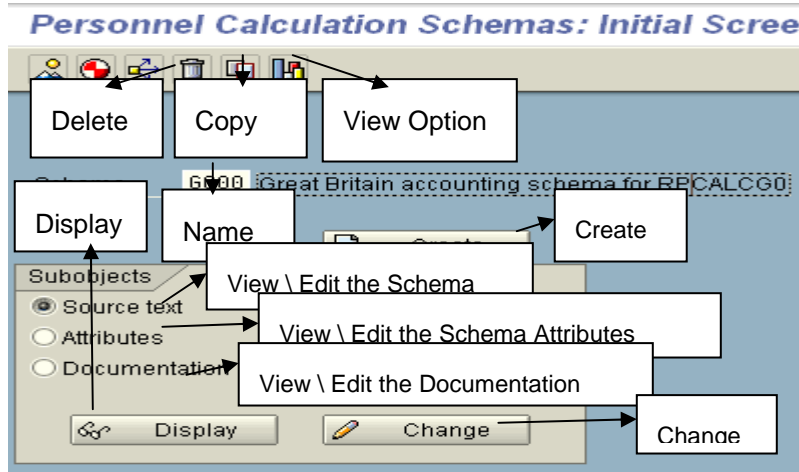 Personnel Calculation Schemas: Initial Scree
Delete
Copy
View Option
G000 Great Britain accounting schema for RPCALCG0
Display
Name
Create
Subobjects
View \ Edit the Schema
Source text
View \ Edit the Schema Attributes
Attributes
Documentation
View \ Edit the Documentation
Display
Change
Change